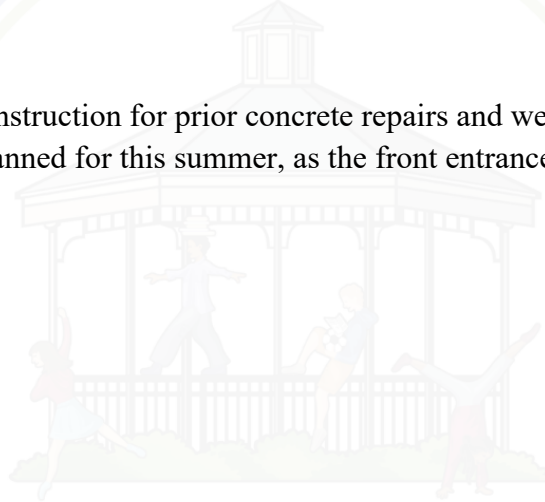 nstruction for prior concrete repairs and we
anned for this summer, as the front entrance